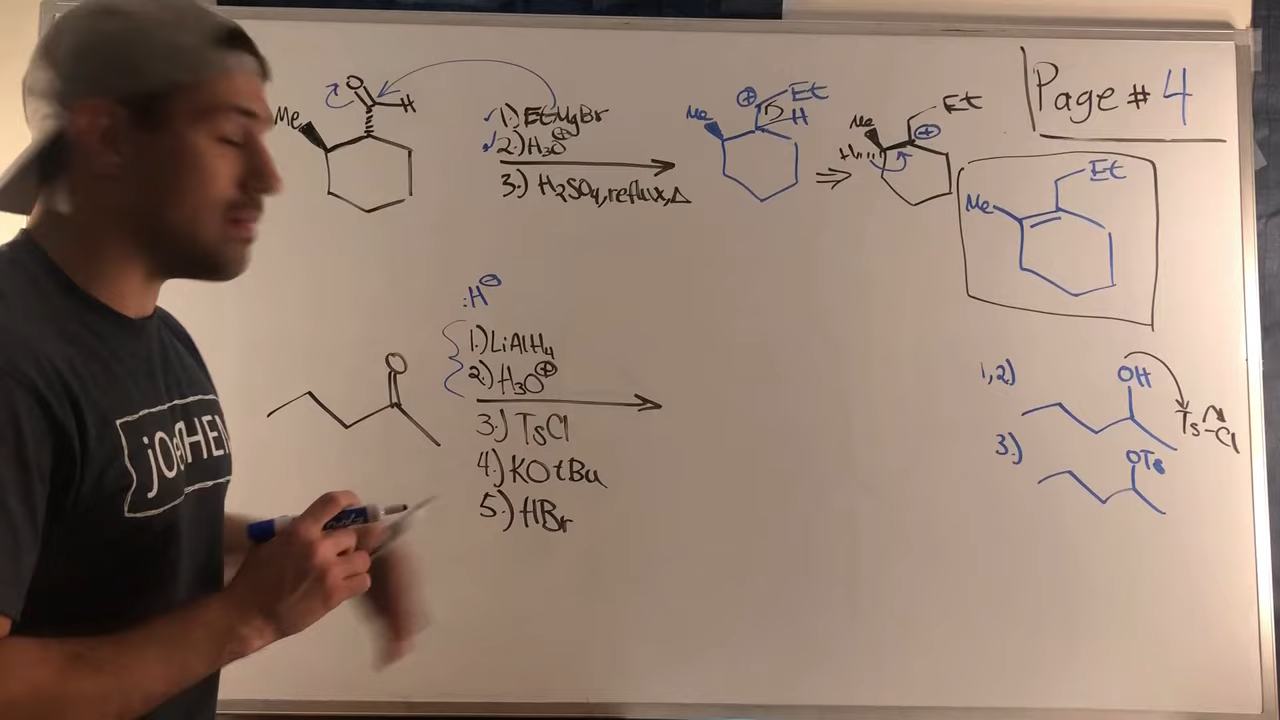 Page # 4
O
H
Me
1.) EtMgBr
2.) H3O⊕
3.) H2SO4, reflux, Δ
⊕
Et
H
Me
⇒
Et
⊕
Me
H
Et
Me
:H⊖
1.) LiAlH4
2.) H3O⊕
3.) TsCl
4.) KOtBu
5.) HBr
O
1,2.)
OH
Ts-Cl
3.)
OTs